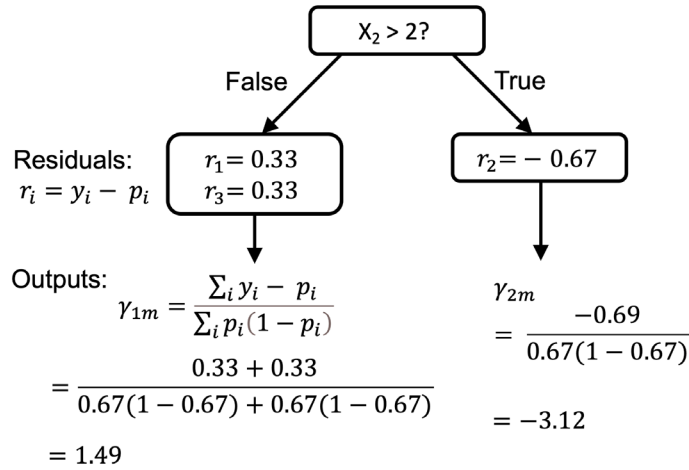 X₂ > 2?
False
True
Residuals:
rᵢ = yᵢ − pᵢ
r₁= 0.33
r₃= 0.33
r₂= − 0.67
Outputs:
γ₁ₘ = ∑ᵢ yᵢ − pᵢ / ∑ᵢ pᵢ(1 − pᵢ)
= 0.33 + 0.33 / 0.67(1 − 0.67) + 0.67(1 − 0.67)
= 1.49
γ₂ₘ
= −0.69 / 0.67(1 − 0.67)
= −3.12